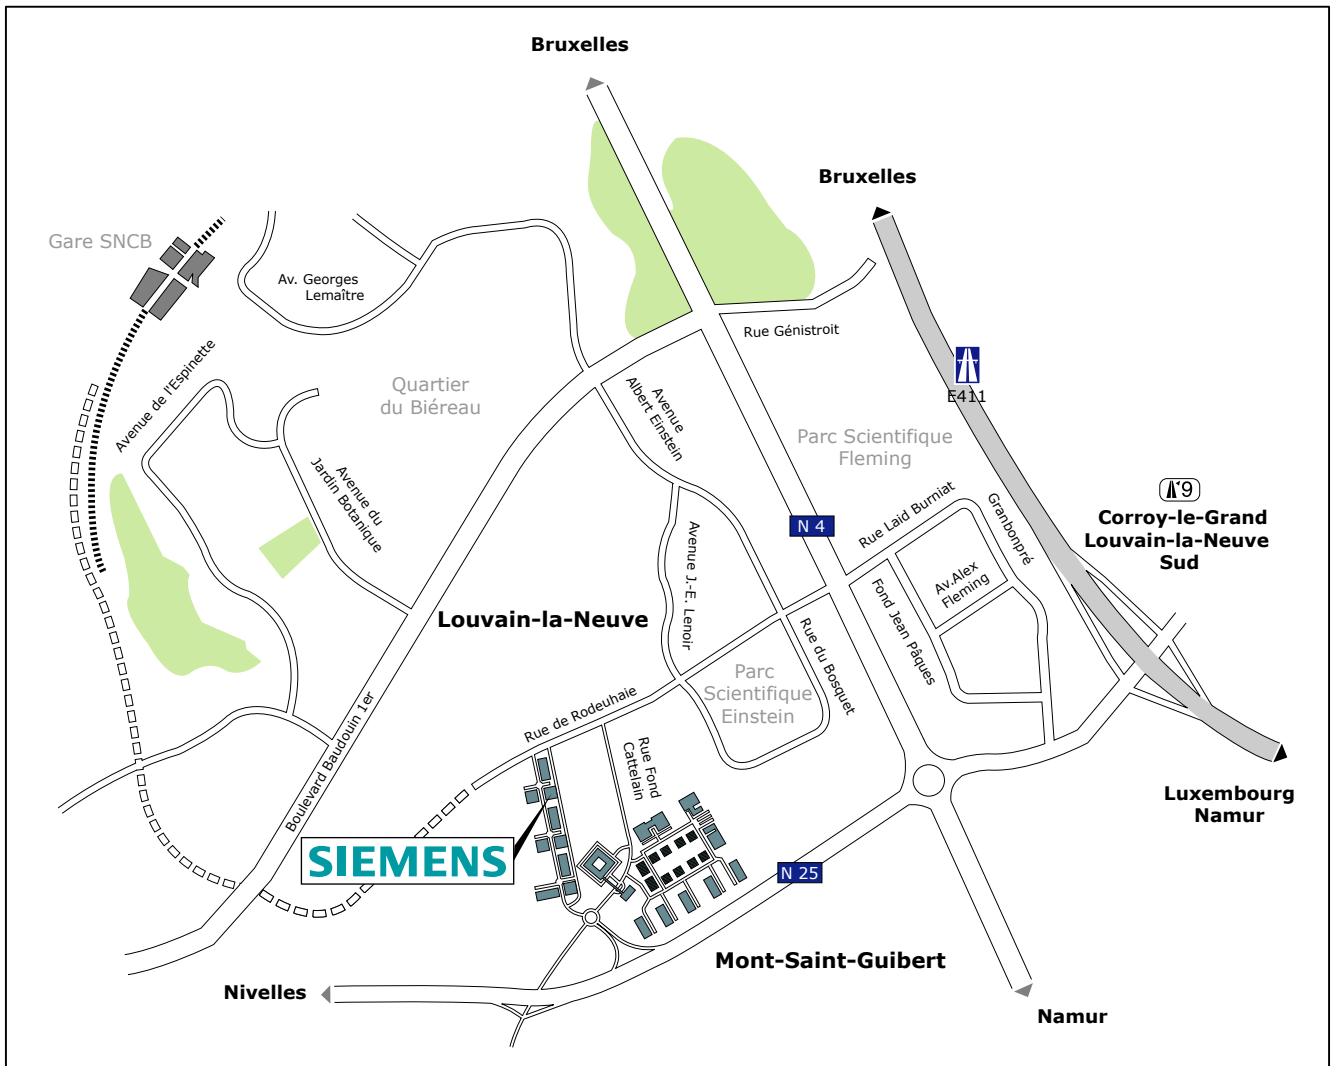 Bruxelles
Bruxelles
Gare SNCB
Av. Georges
Lemaître
Rue Génistroit
Avenue de l'Espinette
Quartier
du Biéreau
Avenue
Albert Einstein
E411
Parc Scientifique
Fleming
Avenue du
Jardin Botanique
9
Corroy-le-Grand
Louvain-la-Neuve
Sud
N 4
Rue Laid Burniat
Granbonpré
Avenue J.-E. Lenoir
Av.Alex
Fleming
Fond Jean Pâques
Louvain-la-Neuve
Rue du Bosquet
Parc
Scientifique
Einstein
Rue de Rodeuhaie
Rue Fond
Cattelain
Boulevard Baudouin 1er
Luxembourg
Namur
SIEMENS
N 25
Mont-Saint-Guibert
Nivelles
Namur